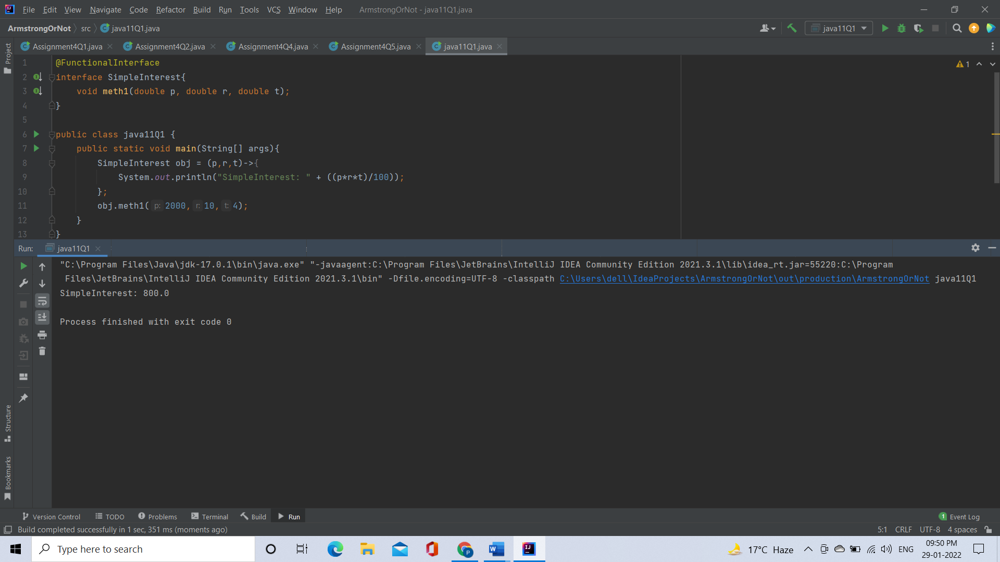 File Edit View Navigate Code Refactor Build Run Tools VCS Window Help ArmstrongOrNot - java11Q1.java
ArmstrongOrNot src java11Q1.java java11Q1
Project
Assignment4Q1.java Assignment4Q2.java Assignment4Q4.java Assignment4Q5.java java11Q1.java
1 @FunctionalInterface
1
2 interface SimpleInterest{
3 void meth1(double p, double r, double t);
4 }
5
6 public class java11Q1 {
7 public static void main(String[] args){
8 SimpleInterest obj = (p,r,t)->{
9 System.out.println("SimpleInterest: " + ((p*r*t)/100));
10 };
11 obj.meth1( p: 2000, r: 10, t: 4);
12 }
13 }
Run: java11Q1
"C:\Program Files\Java\jdk-17.0.1\bin\java.exe" "-javaagent:C:\Program Files\JetBrains\IntelliJ IDEA Community Edition 2021.3.1\lib\idea_rt.jar=55220:C:\Program
Files\JetBrains\IntelliJ IDEA Community Edition 2021.3.1\bin" -Dfile.encoding=UTF-8 -classpath C:\Users\dell\IdeaProjects\ArmstrongOrNot\out\production\ArmstrongOrNot java11Q1
SimpleInterest: 800.0
Process finished with exit code 0
Structure
Bookmarks
Version Control TODO Problems Terminal Build Run 1 Event Log
Build completed successfully in 1 sec, 351 ms (moments ago) 5:1 CRLF UTF-8 4 spaces
Type here to search 17°C Haze ENG 09:50 PM
29-01-2022